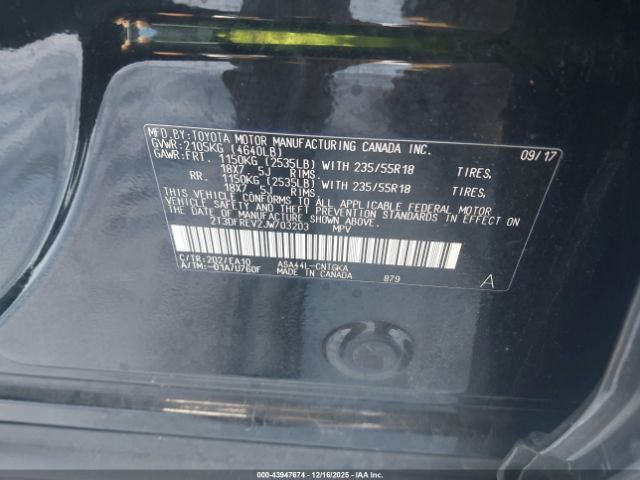 MFD.BY:TOYOTA MOTOR MANUFACTURING CANADA INC. 09/17
GVWR:2105KG (4640LB)
GAWR:FRT. 1150KG (2535LB) WITH 235/55R18 TIRES,
18X7. 5J RIMS.
RR. 1150KG (2535LB) WITH 235/55R18 TIRES,
18X7. 5J RIMS.
THIS VEHICLE CONFORMS TO ALL APPLICABLE FEDERAL MOTOR
VEHICLE SAFETY AND THEFT PREVENTION STANDARDS IN EFFECT ON
THE DATE OF MANUFACTURE SHOWN ABOVE.
2T3DFREV2JW703203 MPV
C/TR:202/EA10 ASA44L-CNTGKA
A/TM:-01A/U760F MADE IN CANADA B79 A
00-43947674 - 12/16/2025 - IAA Inc.